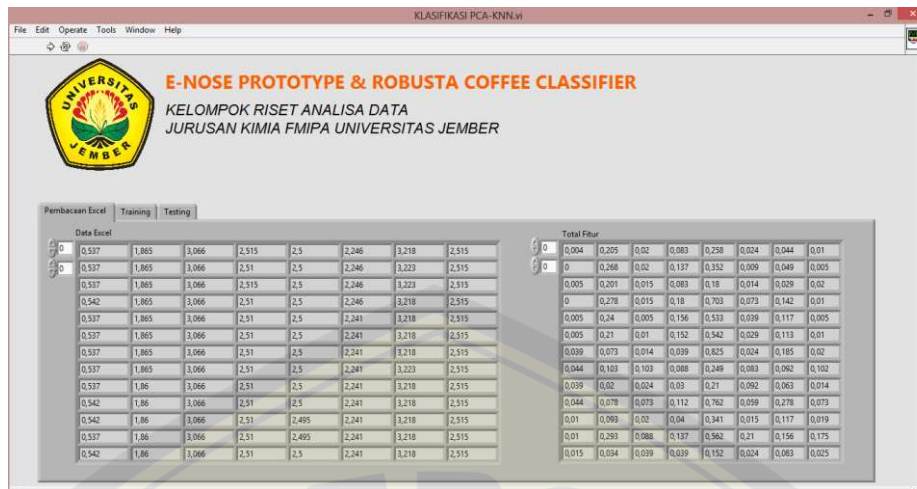 KLASIFIKASI PCA-KNN.vi
File Edit Operate Tools Window Help
UNIVERSITAS JEMBER
E-NOSE PROTOTYPE & ROBUSTA COFFEE CLASSIFIER
KELOMPOK RISET ANALISA DATA
JURUSAN KIMIA FMIPA UNIVERSITAS JEMBER
Pembacaan Excel Training Testing
Data Excel
0 0,537 1,865 3,066 2,515 2,5 2,246 3,218 2,515
0 0,537 1,865 3,066 2,51 2,5 2,246 3,223 2,515
0,537 1,865 3,066 2,515 2,5 2,246 3,223 2,515
0,542 1,865 3,066 2,51 2,5 2,246 3,218 2,515
0,537 1,865 3,066 2,51 2,5 2,241 3,218 2,515
0,537 1,865 3,066 2,51 2,5 2,241 3,218 2,515
0,537 1,865 3,066 2,51 2,5 2,241 3,218 2,515
0,537 1,865 3,066 2,51 2,5 2,241 3,223 2,515
0,537 1,86 3,066 2,51 2,5 2,241 3,218 2,515
0,542 1,86 3,066 2,51 2,5 2,241 3,218 2,515
0,542 1,86 3,066 2,51 2,495 2,241 3,218 2,515
0,537 1,86 3,066 2,51 2,495 2,241 3,218 2,515
0,542 1,86 3,066 2,51 2,5 2,241 3,218 2,515
Total Fitur
0 0,004 0,205 0,02 0,083 0,258 0,024 0,044 0,01
0 0 0,268 0,02 0,137 0,352 0,009 0,049 0,005
0,005 0,201 0,015 0,083 0,18 0,014 0,029 0,02
0 0,278 0,015 0,18 0,703 0,073 0,142 0,01
0,005 0,24 0,005 0,156 0,533 0,039 0,117 0,005
0,005 0,21 0,01 0,152 0,542 0,029 0,113 0,01
0,039 0,073 0,014 0,039 0,825 0,024 0,185 0,02
0,044 0,103 0,103 0,088 0,249 0,083 0,092 0,102
0,039 0,02 0,024 0,03 0,21 0,092 0,063 0,014
0,044 0,078 0,073 0,112 0,762 0,059 0,278 0,073
0,01 0,093 0,02 0,04 0,341 0,015 0,117 0,019
0,01 0,293 0,088 0,137 0,562 0,21 0,156 0,175
0,015 0,034 0,039 0,039 0,152 0,024 0,083 0,025